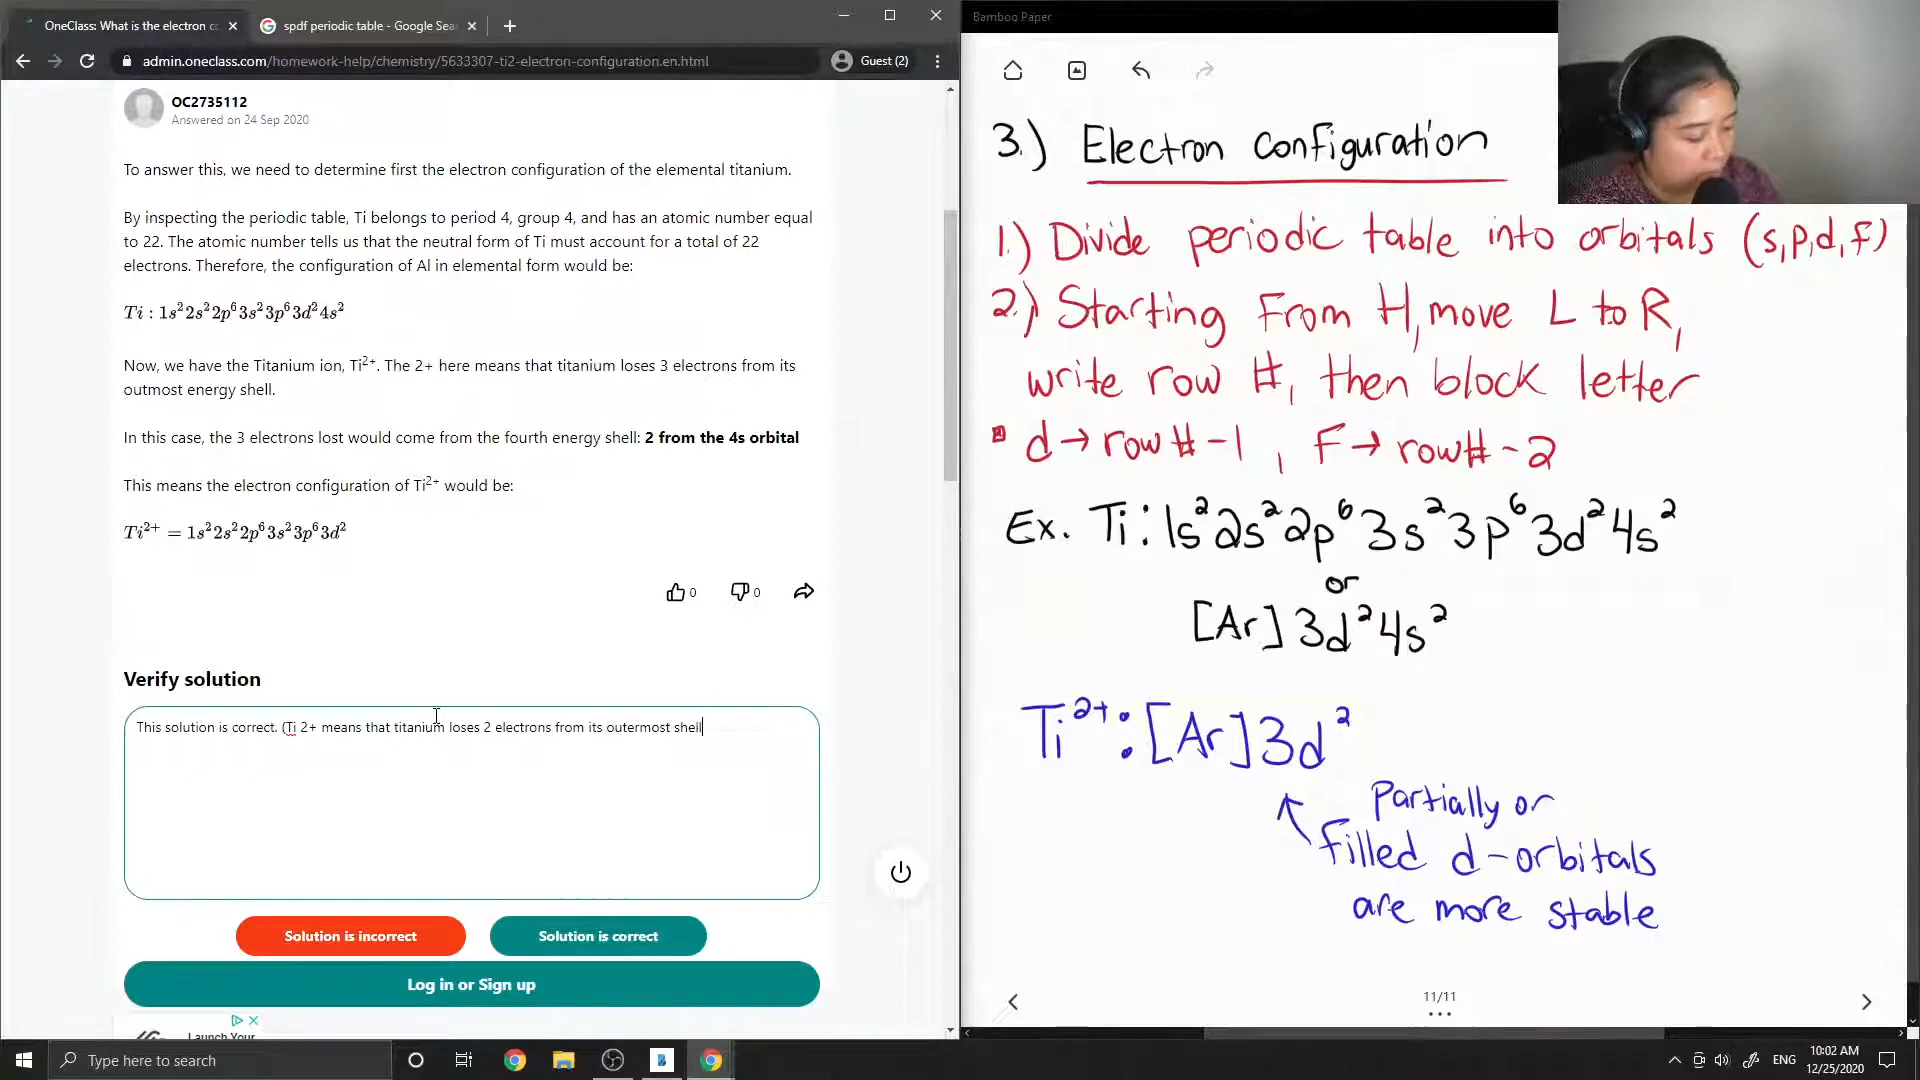 OneClass: What is the electron c
spdf periodic table - Google Sea
admin.oneclass.com/homework-help/chemistry/5633307-ti2-electron-configuration.en.html
Guest (2)
OC2735112
Answered on 24 Sep 2020
To answer this, we need to determine first the electron configuration of the elemental titanium.
By inspecting the periodic table, Ti belongs to period 4, group 4, and has an atomic number equal
to 22. The atomic number tells us that the neutral form of Ti must account for a total of 22
electrons. Therefore, the configuration of Al in elemental form would be:
Ti : 1s²2s²2p⁶3s²3p⁶3d²4s²
Now, we have the Titanium ion, Ti²⁺. The 2+ here means that titanium loses 3 electrons from its
outmost energy shell.
In this case, the 3 electrons lost would come from the fourth energy shell: 2 from the 4s orbital
This means the electron configuration of Ti²⁺ would be:
Ti²⁺ = 1s²2s²2p⁶3s²3p⁶3d²
0
0
Verify solution
This solution is correct. (Ti 2+ means that titanium loses 2 electrons from its outermost shell
Solution is incorrect
Solution is correct
Log in or Sign up
Launch Your
Bamboo Paper
3.) Electron Configuration
1.) Divide periodic table into orbitals (s,p,d,f)
2.) Starting from H, move L to R,
write row #, then block letter
d → row # - 1 , F → row# - 2
Ex. Ti: 1s²2s²2p⁶3s²3p⁶3d²4s²
or
[Ar] 3d²4s²
Ti²⁺: [Ar] 3d²
Partially or
filled d-orbitals
are more stable
11/11
Type here to search
ENG
10:02 AM
12/25/2020